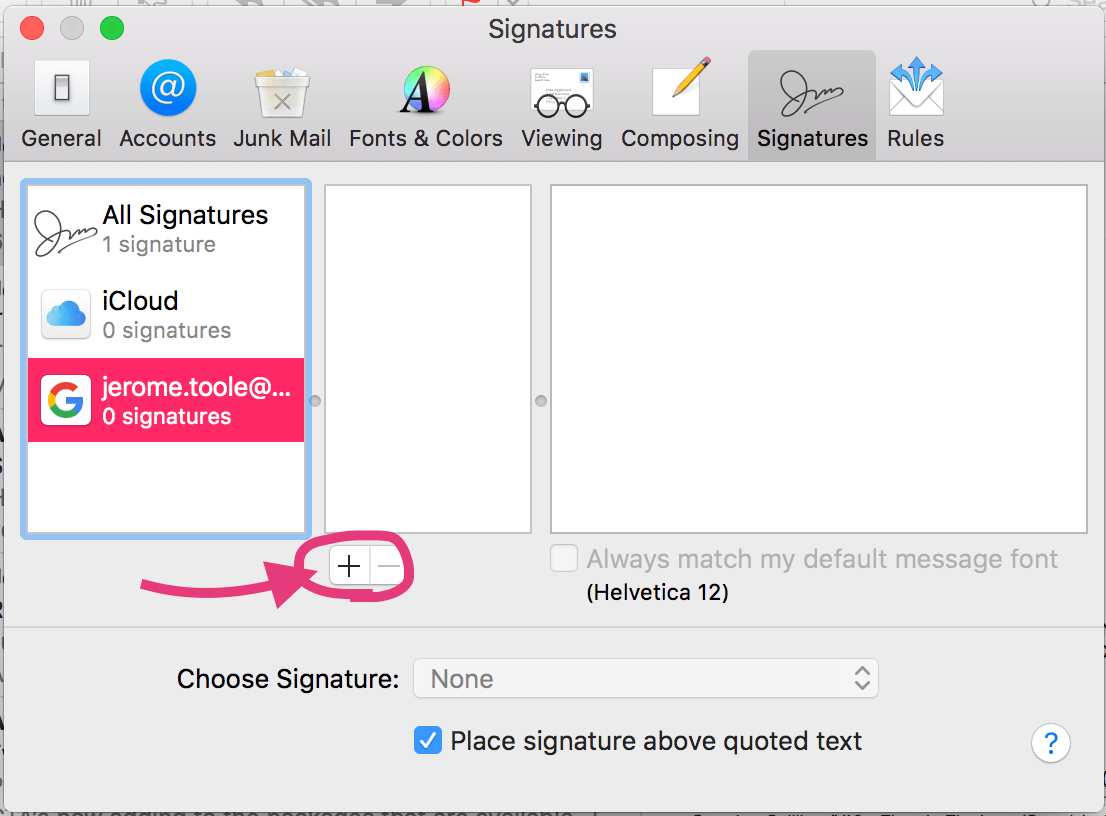 Signatures
General Accounts Junk Mail Fonts & Colors Viewing Composing Signatures Rules
All Signatures
1 signature
iCloud
0 signatures
jerome.toole@...
0 signatures
Always match my default message font
(Helvetica 12)
Choose Signature: None
Place signature above quoted text
?